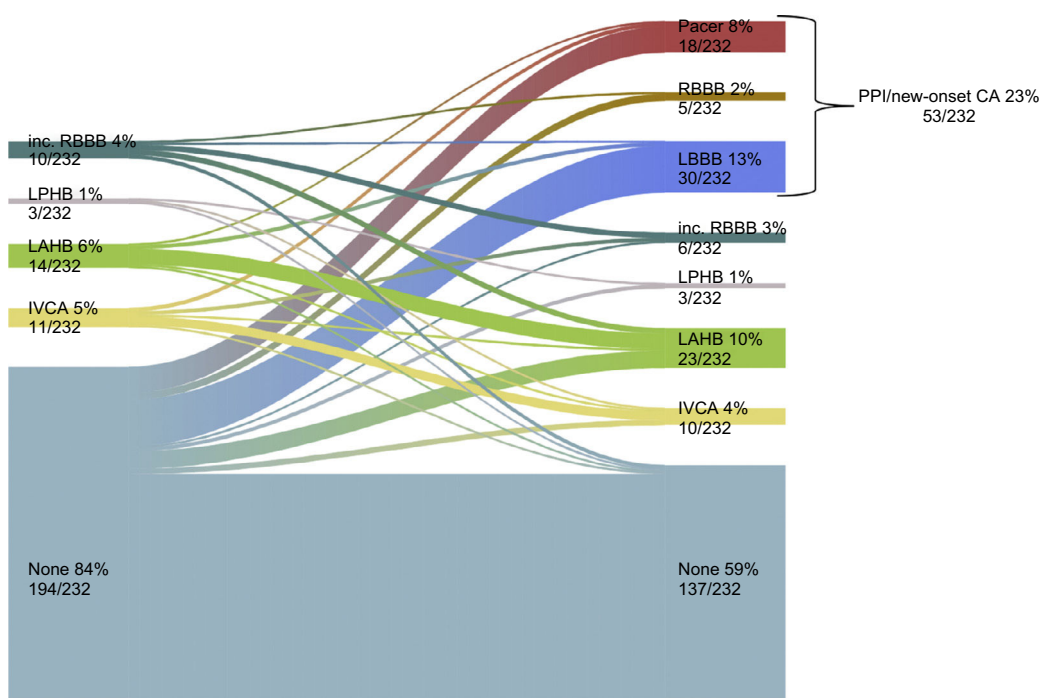 inc. RBBB 4%
10/232
LPHB 1%
3/232
LAHB 6%
14/232
IVCA 5%
11/232
None 84%
194/232
Pacer 8%
18/232
RBBB 2%
5/232
LBBB 13%
30/232
inc. RBBB 3%
6/232
LPHB 1%
3/232
LAHB 10%
23/232
IVCA 4%
10/232
None 59%
137/232
PPI/new-onset CA 23%
53/232